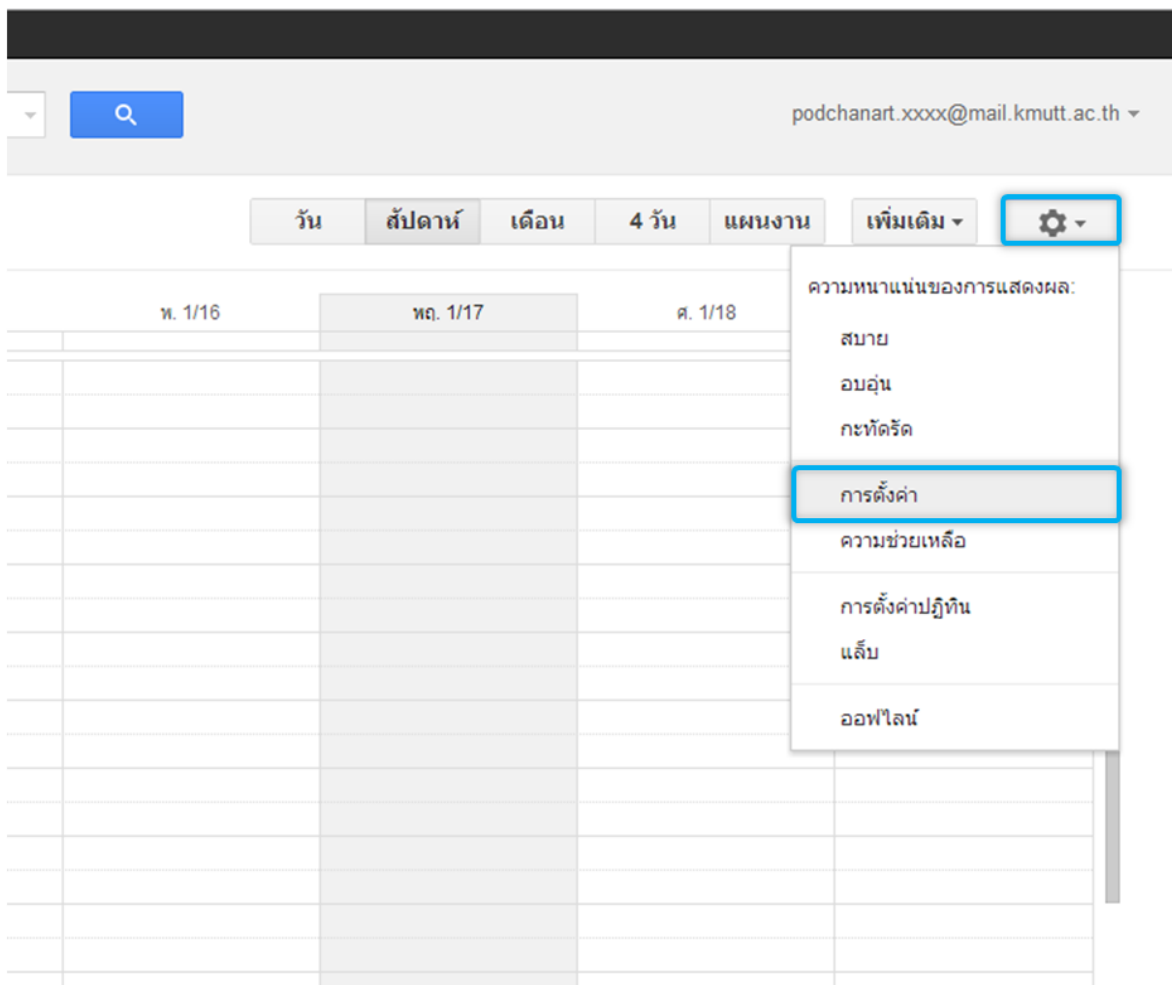 podchanart.xxxx@mail.kmutt.ac.th
วัน สัปดาห์ เดือน 4 วัน แผนงาน เพิ่มเติม
พ. 1/16 พฤ. 1/17 ศ. 1/18
ความหนาแน่นของการแสดงผล:
สบาย
อบอุ่น
กะทัดรัด
การตั้งค่า
ความช่วยเหลือ
การตั้งค่าปฏิทิน
แล็บ
ออฟไลน์